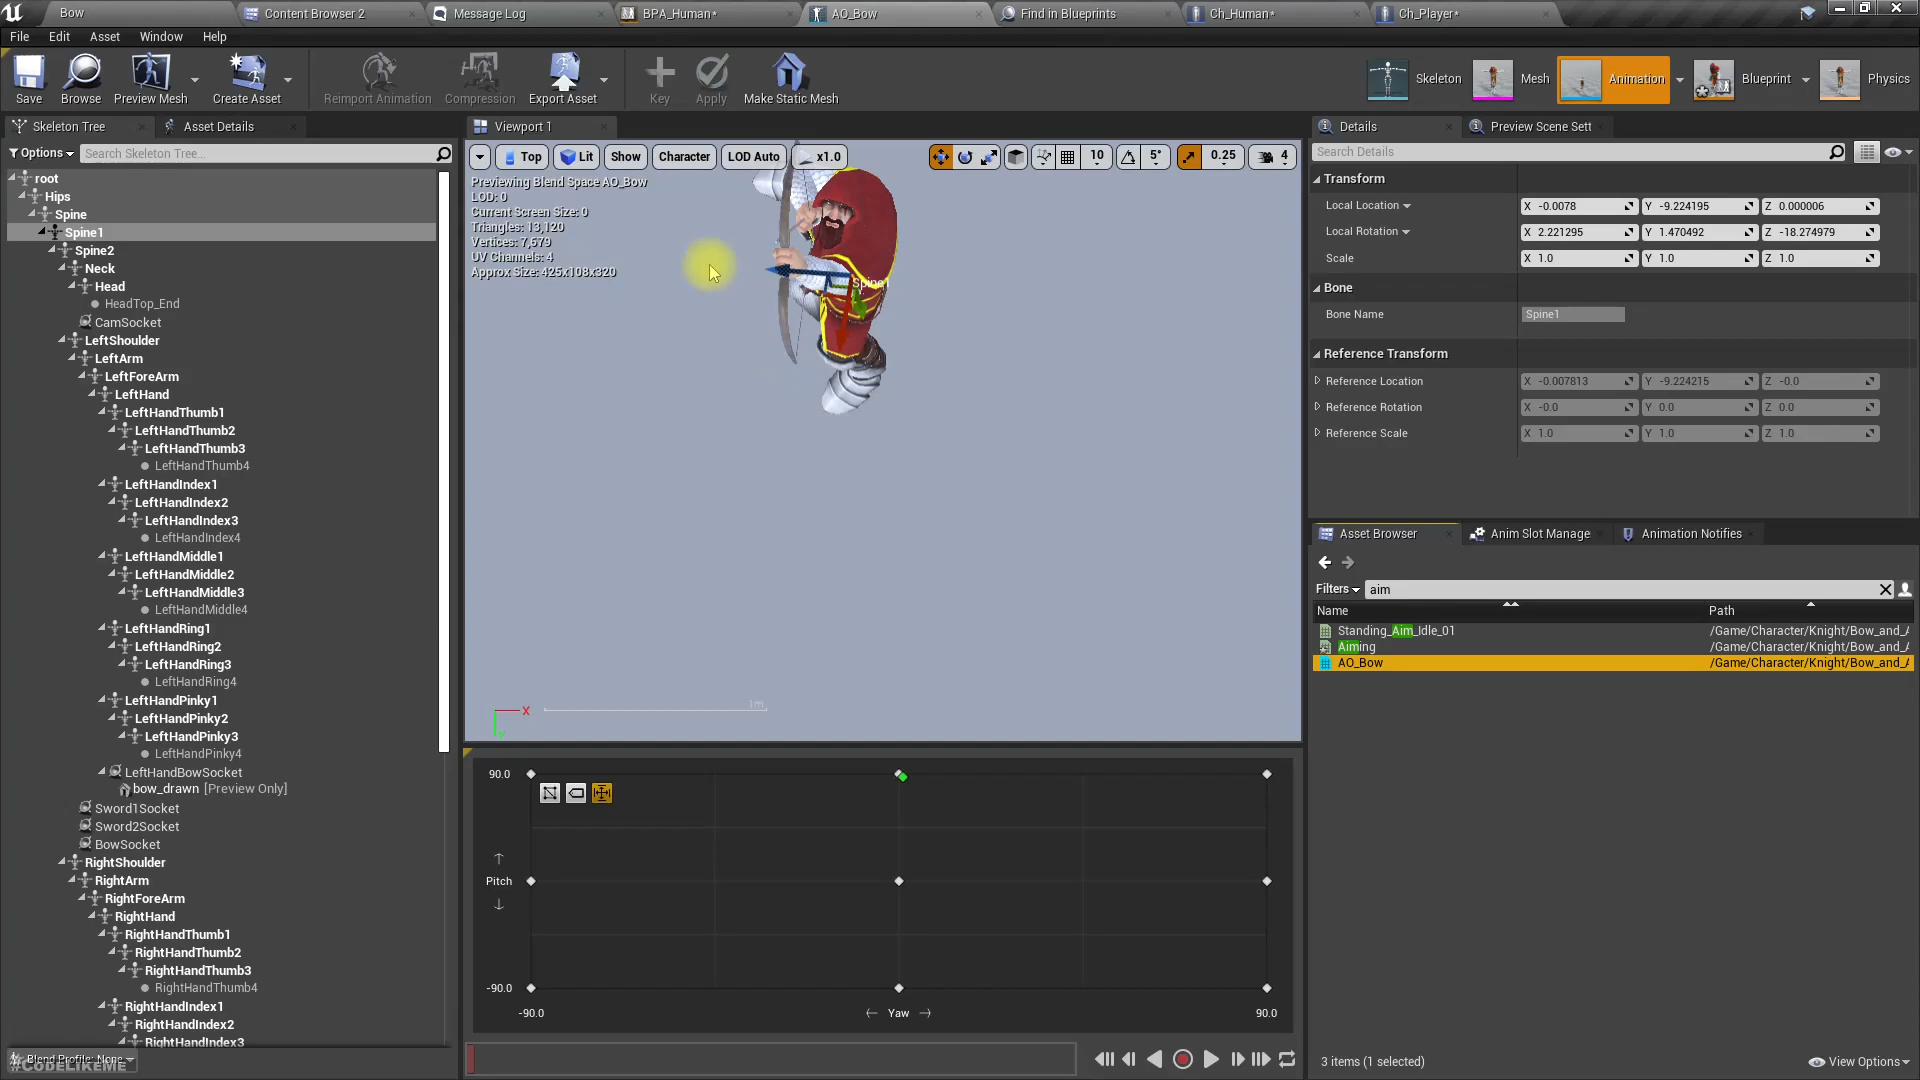 Bow
Content Browser 2
Message Log
BPA_Human*
AO_Bow
Find in Blueprints
Ch_Human*
Ch_Player*
File Edit Asset Window Help
Save
Browse
Preview Mesh
Create Asset
Reimport Animation
Compression
Export Asset
Key
Apply
Make Static Mesh
Skeleton
Mesh
Animation
Blueprint
Physics
Skeleton Tree
Asset Details
Options
Search Skeleton Tree...
root
Hips
Spine
Spine1
Spine2
Neck
Head
HeadTop_End
CamSocket
LeftShoulder
LeftArm
LeftForeArm
LeftHand
LeftHandThumb1
LeftHandThumb2
LeftHandThumb3
LeftHandThumb4
LeftHandIndex1
LeftHandIndex2
LeftHandIndex3
LeftHandIndex4
LeftHandMiddle1
LeftHandMiddle2
LeftHandMiddle3
LeftHandMiddle4
LeftHandRing1
LeftHandRing2
LeftHandRing3
LeftHandRing4
LeftHandPinky1
LeftHandPinky2
LeftHandPinky3
LeftHandPinky4
LeftHandBowSocket
bow_drawn [Preview Only]
Sword1Socket
Sword2Socket
BowSocket
RightShoulder
RightArm
RightForeArm
RightHand
RightHandThumb1
RightHandThumb2
RightHandThumb3
RightHandThumb4
RightHandIndex1
RightHandIndex2
RightHandIndex3
Blend Profile: None
#CODELIKEME
Viewport 1
Top
Lit
Show
Character
LOD Auto
x1.0
10
5°
0.25
4
Previewing Blend Space AO_Bow
LOD: 0
Current Screen Size: 0
Triangles: 13,120
Vertices: 7,679
UV Channels: 4
Approx Size: 425x108x320
Spine1
X
Y
1m
90.0
Pitch
-90.0
-90.0
Yaw
90.0
Details
Preview Scene Sett
Search Details
Transform
Local Location X -0.0078 Y -9.224195 Z 0.000006
Local Rotation X 2.221295 Y 1.470492 Z -18.274979
Scale X 1.0 Y 1.0 Z 1.0
Bone
Bone Name Spine1
Reference Transform
Reference Location X -0.007813 Y -9.224215 Z -0.0
Reference Rotation X -0.0 Y 0.0 Z 0.0
Reference Scale X 1.0 Y 1.0 Z 1.0
Asset Browser
Anim Slot Manage
Animation Notifies
Filters
aim
Name Path
Standing_Aim_Idle_01 /Game/Character/Knight/Bow_and_A
Aiming /Game/Character/Knight/Bow_and_A
AO_Bow /Game/Character/Knight/Bow_and_A
3 items (1 selected)
View Options